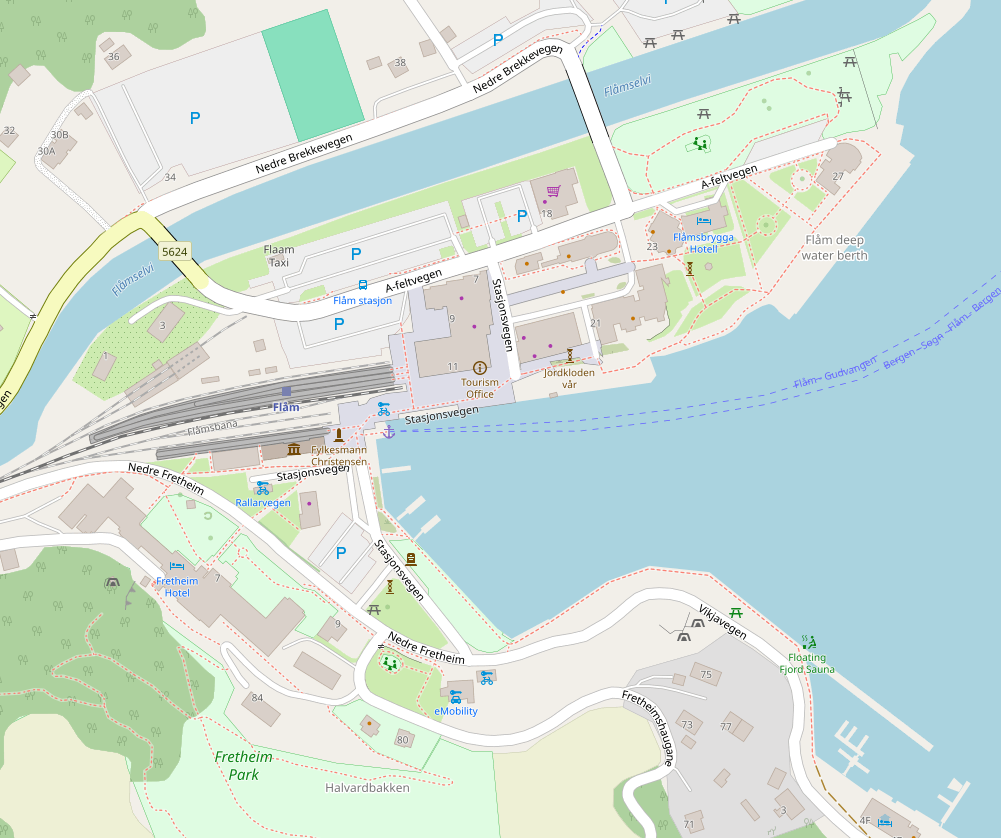 P
P
36
38
Nedre Brekkevegen
Flåmselvi
P
32
30B
30A
Nedre Brekkevegen
34
A-feltvegen
27
18
P
5624
Flaam
Taxi
P
23
Flåmsbrygga
Hotell
Flåm deep
water berth
Flåmselvi
A-feltvegen
Flåm stasjon
7
Stasjonsvegen
P
3
9
21
Flåm - Bergen
Bergen - Sogn - Flåm
Flåm - Gudvangen
1
11
Tourism
Office
Jordkloden
vår
gen
Flåm
Flåmsbana
Stasjonsvegen
Fylkesmann
Christensen
Stasjonsvegen
Nedre Fretheim
Rallarvegen
P
Stasjonsvegen
Fretheim
Hotel
7
9
Nedre Fretheim
Vikjavegen
Floating
Fjord Sauna
75
eMobility
84
Fretheimshaugane
73
77
80
Fretheim
Park
Halvardbakken
3
71
4F